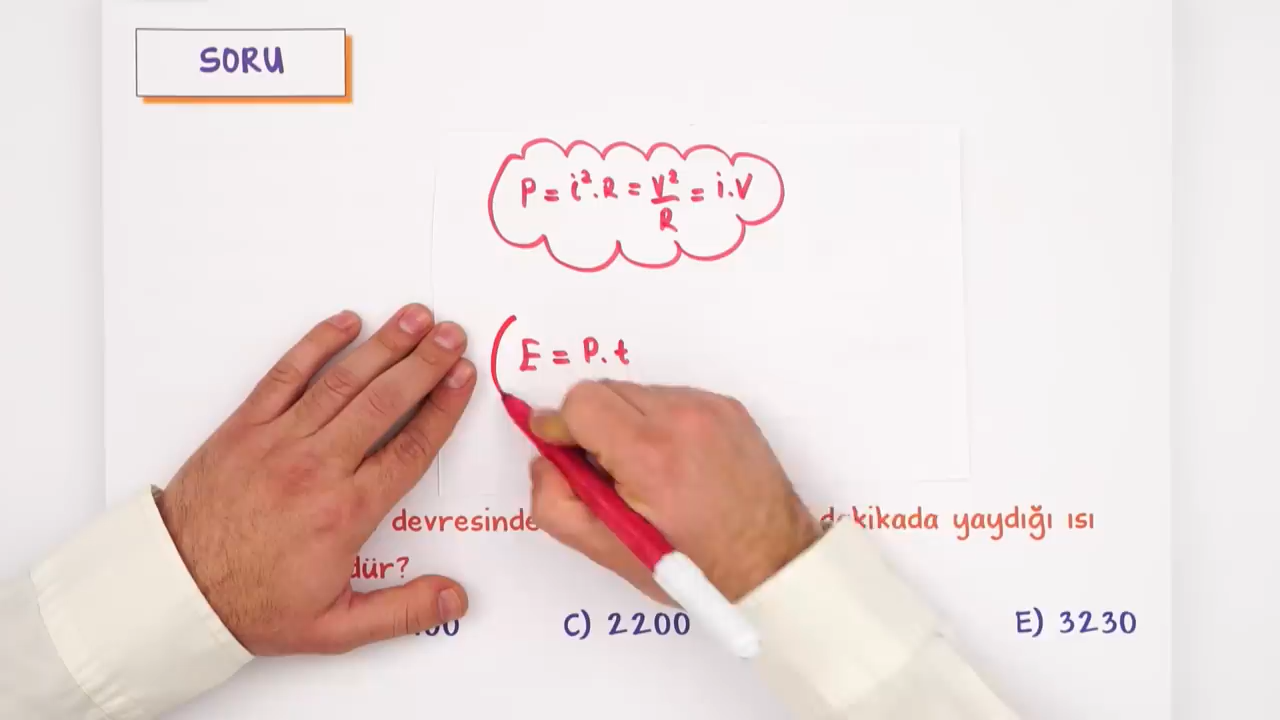 SORU
P = i².R = V²/R = i.V
E = P.t
devresinde dakikada yaydığı ısı
dür?
C) 2200 E) 3230